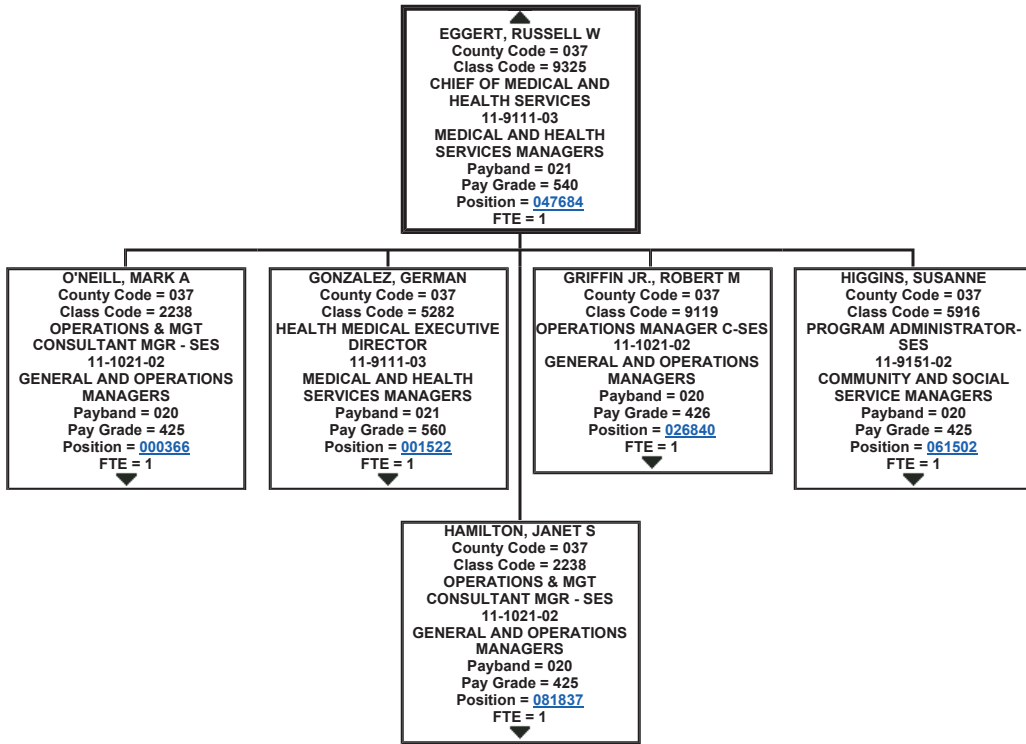 EGGERT, RUSSELL W
County Code = 037
Class Code = 9325
CHIEF OF MEDICAL AND
HEALTH SERVICES
11-9111-03
MEDICAL AND HEALTH
SERVICES MANAGERS
Payband = 021
Pay Grade = 540
Position = 047684
FTE = 1
O'NEILL, MARK A
County Code = 037
Class Code = 2238
OPERATIONS & MGT
CONSULTANT MGR - SES
11-1021-02
GENERAL AND OPERATIONS
MANAGERS
Payband = 020
Pay Grade = 425
Position = 000366
FTE = 1
GONZALEZ, GERMAN
County Code = 037
Class Code = 5282
HEALTH MEDICAL EXECUTIVE
DIRECTOR
11-9111-03
MEDICAL AND HEALTH
SERVICES MANAGERS
Payband = 021
Pay Grade = 560
Position = 001522
FTE = 1
GRIFFIN JR., ROBERT M
County Code = 037
Class Code = 9119
OPERATIONS MANAGER C-SES
11-1021-02
GENERAL AND OPERATIONS
MANAGERS
Payband = 020
Pay Grade = 426
Position = 026840
FTE = 1
HIGGINS, SUSANNE
County Code = 037
Class Code = 5916
PROGRAM ADMINISTRATOR-
SES
11-9151-02
COMMUNITY AND SOCIAL
SERVICE MANAGERS
Payband = 020
Pay Grade = 425
Position = 061502
FTE = 1
HAMILTON, JANET S
County Code = 037
Class Code = 2238
OPERATIONS & MGT
CONSULTANT MGR - SES
11-1021-02
GENERAL AND OPERATIONS
MANAGERS
Payband = 020
Pay Grade = 425
Position = 081837
FTE = 1